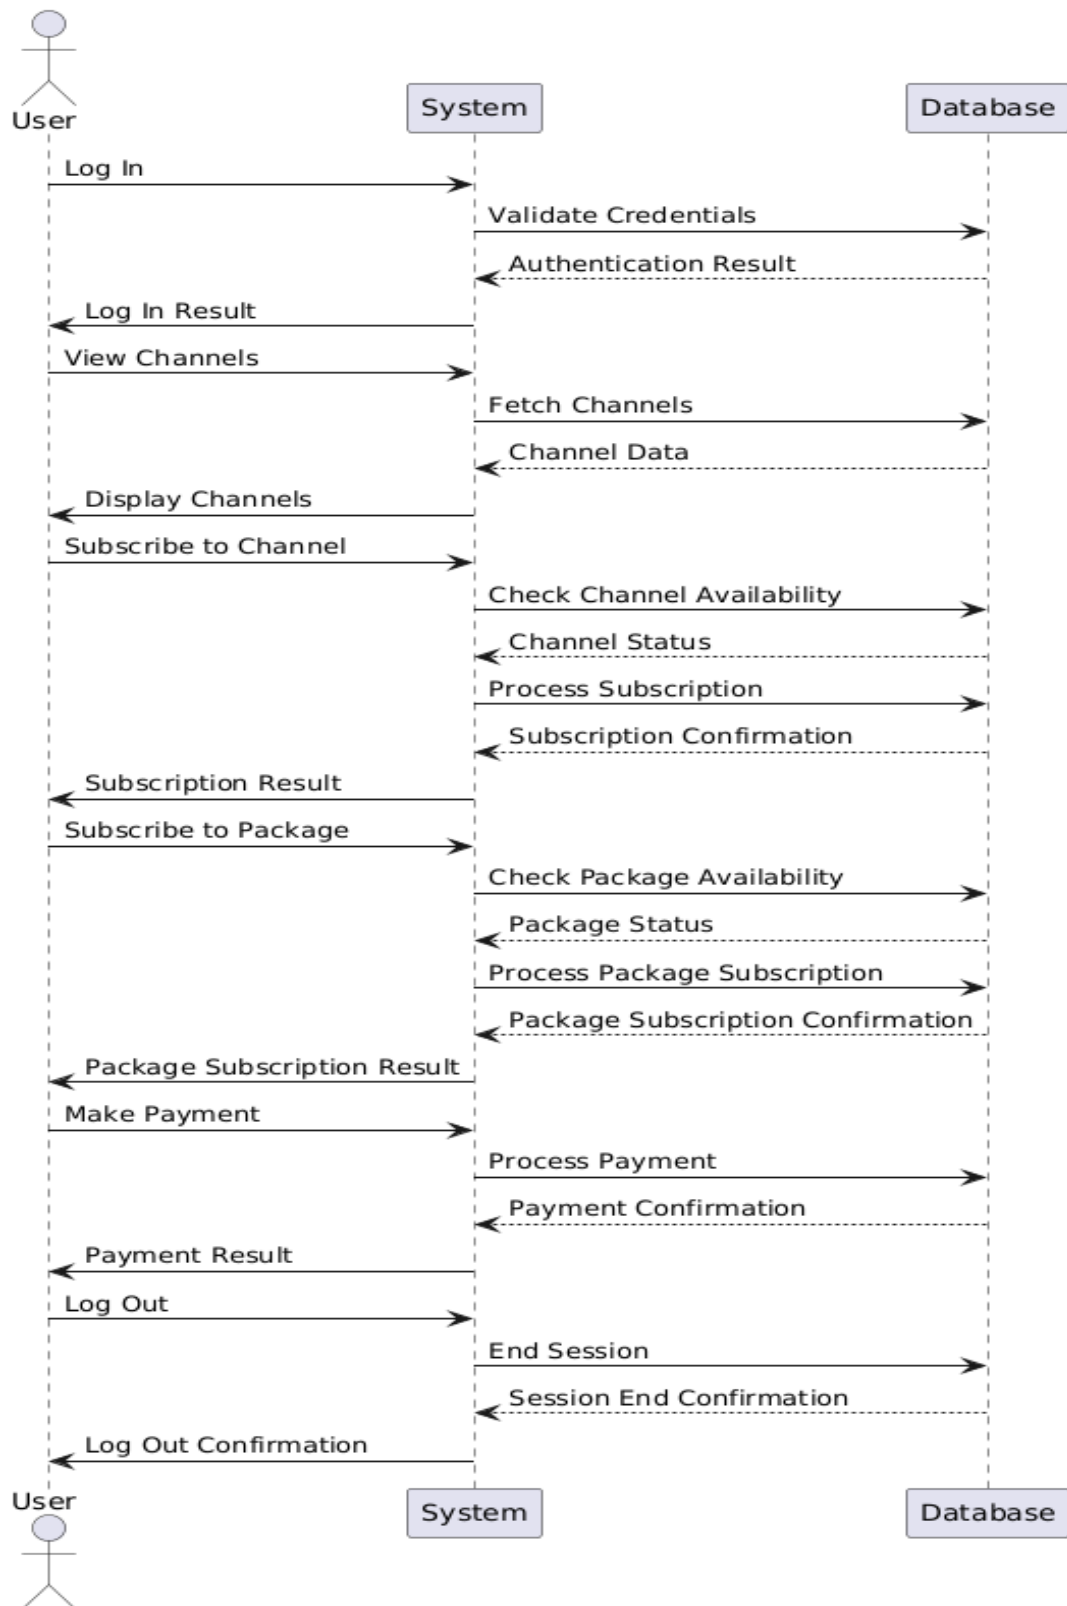 User
System
Database
Log In
Validate Credentials
Authentication Result
Log In Result
View Channels
Fetch Channels
Channel Data
Display Channels
Subscribe to Channel
Check Channel Availability
Channel Status
Process Subscription
Subscription Confirmation
Subscription Result
Subscribe to Package
Check Package Availability
Package Status
Process Package Subscription
Package Subscription Confirmation
Package Subscription Result
Make Payment
Process Payment
Payment Confirmation
Payment Result
Log Out
End Session
Session End Confirmation
Log Out Confirmation
User
System
Database